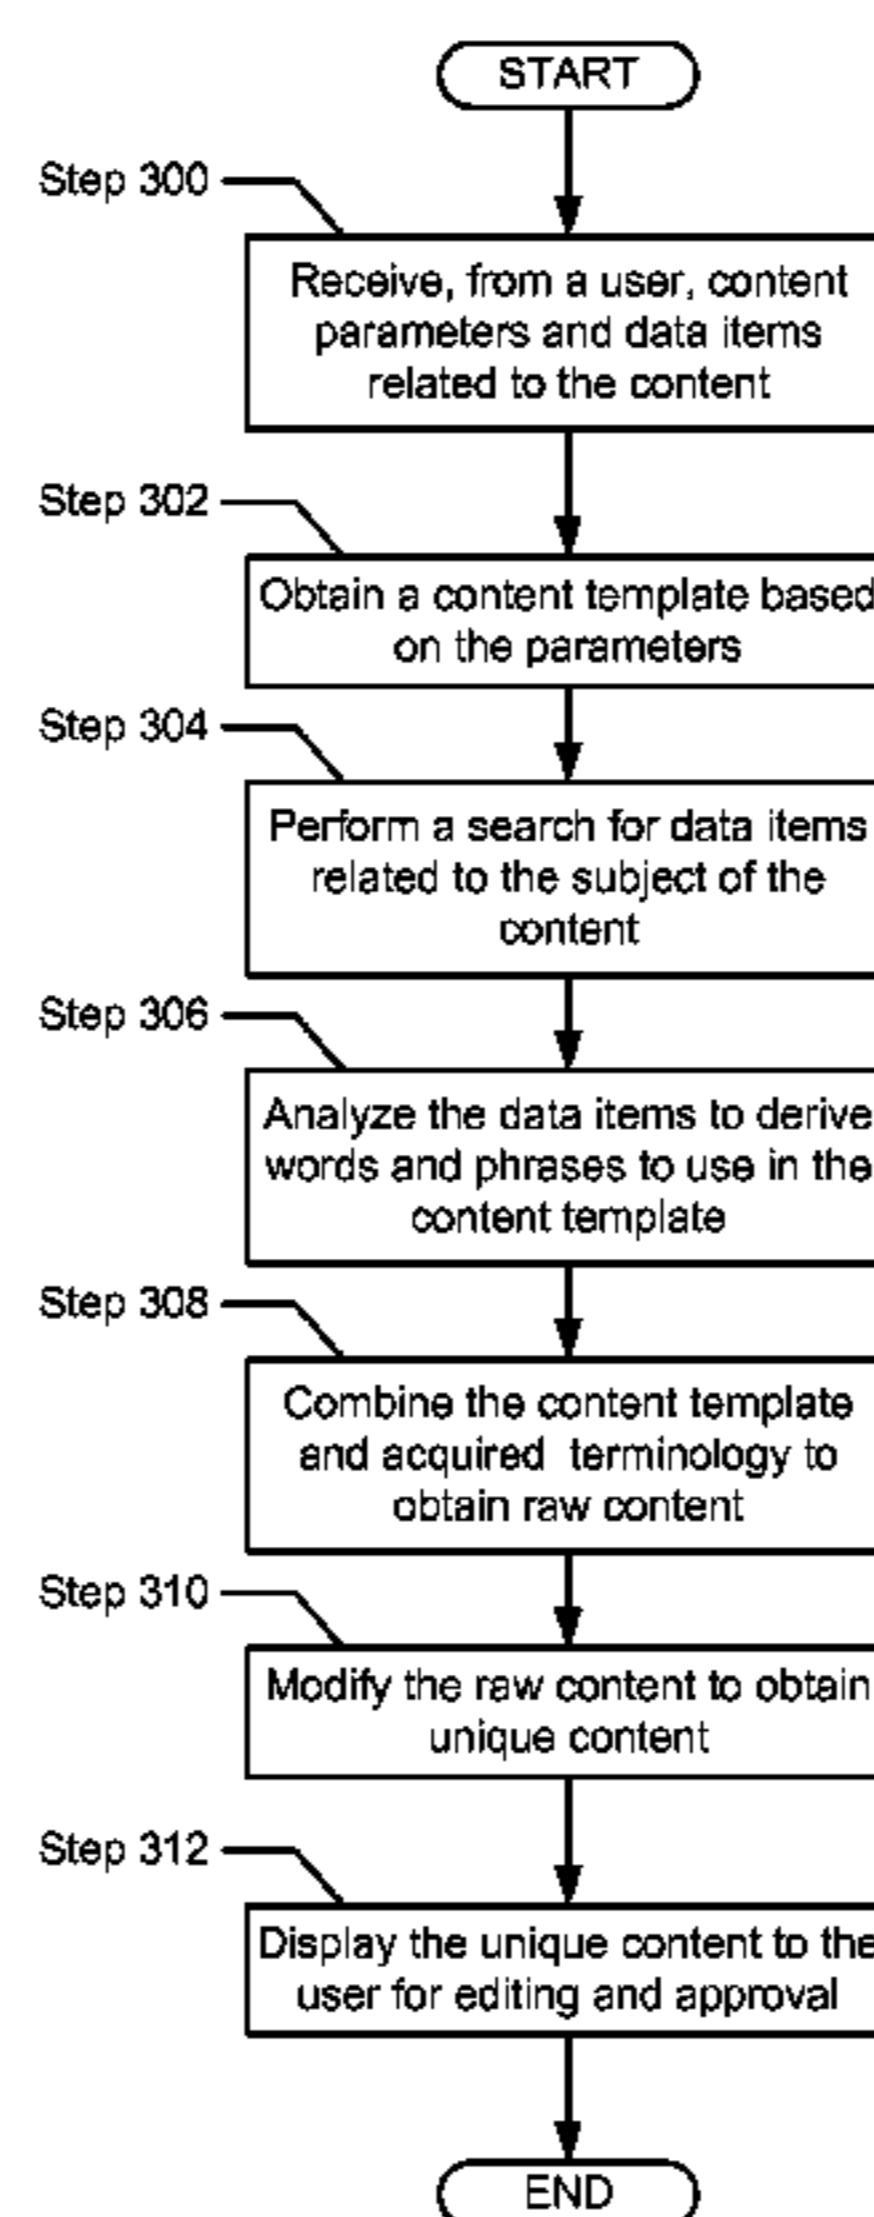 START
Step 300
Receive, from a user, content
parameters and data items
related to the content
Step 302
Obtain a content template based
on the parameters
Step 304
Perform a search for data items
related to the subject of the
content
Step 306
Analyze the data items to derive
words and phrases to use in the
content template
Step 308
Combine the content template
and acquired terminology to
obtain raw content
Step 310
Modify the raw content to obtain
unique content
Step 312
Display the unique content to the
user for editing and approval
END